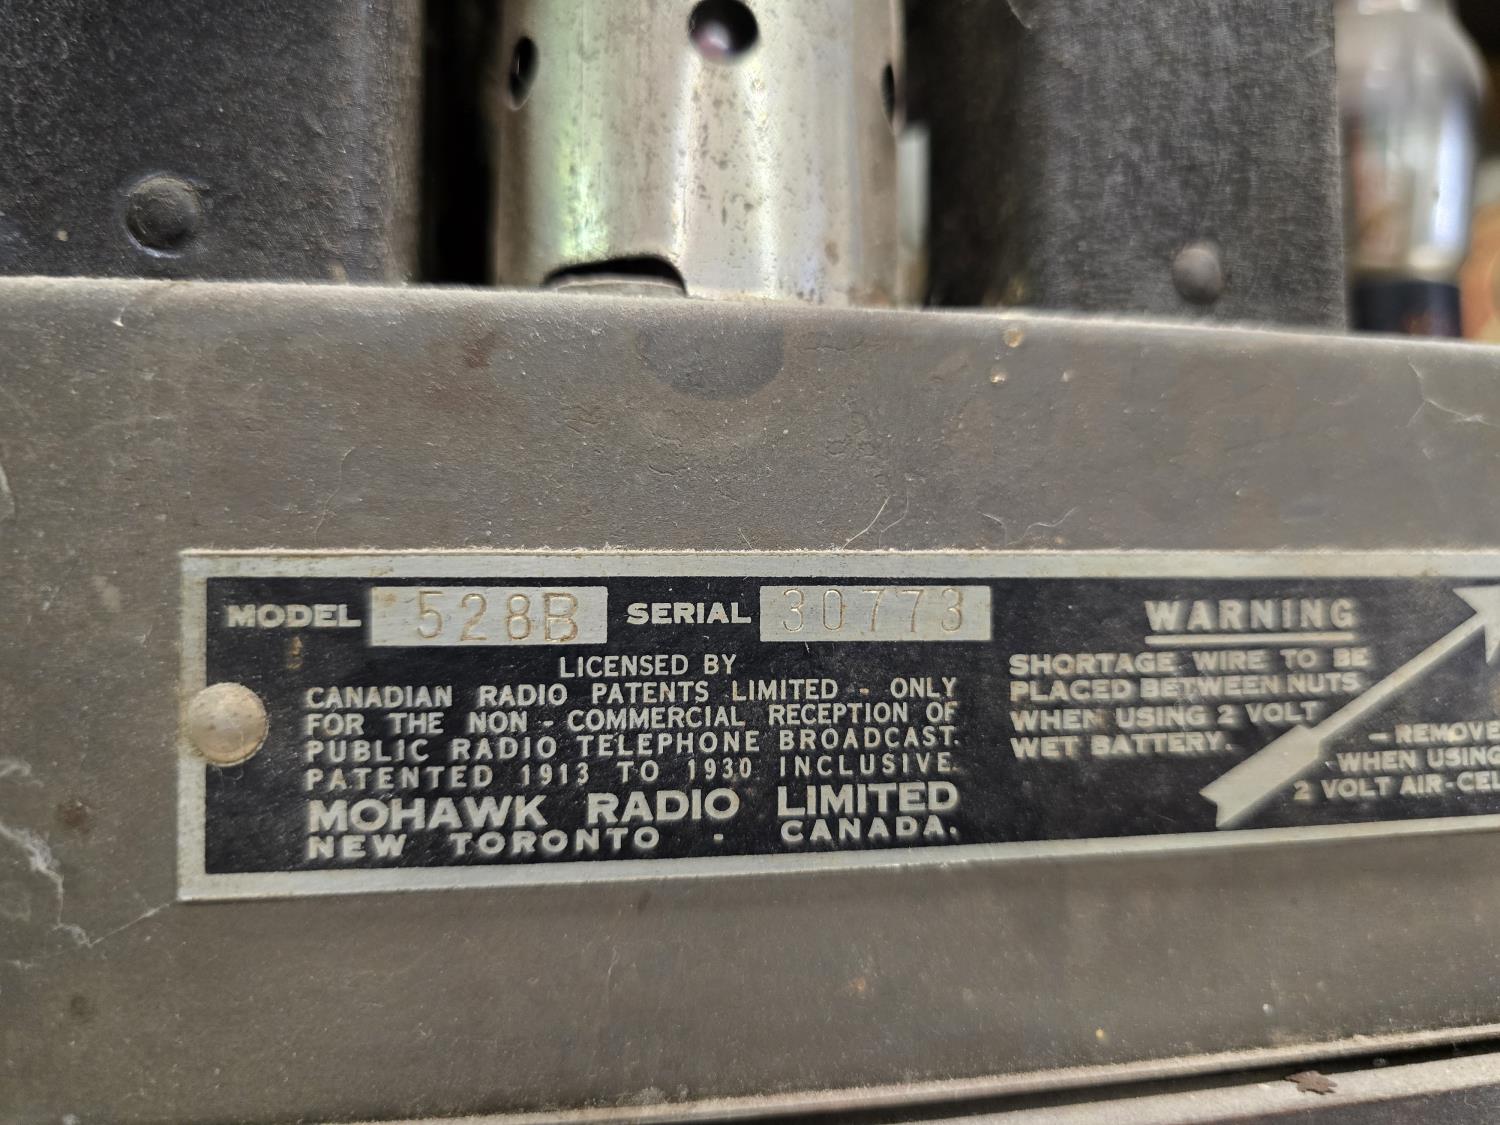 MODEL 528B SERIAL 30773
LICENSED BY
CANADIAN RADIO PATENTS LIMITED - ONLY
FOR THE NON - COMMERCIAL RECEPTION OF
PUBLIC RADIO TELEPHONE BROADCAST.
PATENTED 1913 TO 1930 INCLUSIVE.
MOHAWK RADIO LIMITED
NEW TORONTO - CANADA.
WARNING
SHORTAGE WIRE TO BE
PLACED BETWEEN NUTS
WHEN USING 2 VOLT
WET BATTERY.
- REMOVE
WHEN USING
2 VOLT AIR-CEL